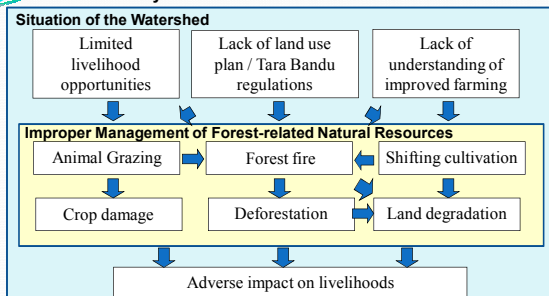 Situation of the Watershed
Limited
livelihood
opportunities
Lack of land use
plan / Tara Bandu
regulations
Lack of
understanding of
improved farming
Improper Management of Forest-related Natural Resources
Animal Grazing
Forest fire
Shifting cultivation
Crop damage
Deforestation
Land degradation
Adverse impact on livelihoods